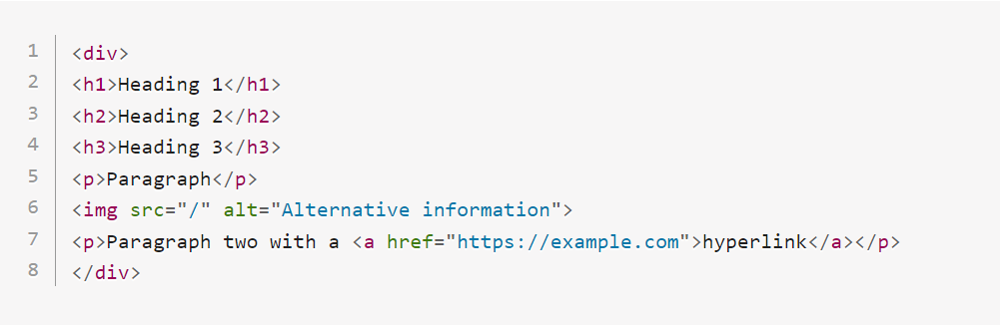 1 <div>
2 <h1>Heading 1</h1>
3 <h2>Heading 2</h2>
4 <h3>Heading 3</h3>
5 <p>Paragraph</p>
6 <img src="/" alt="Alternative information">
7 <p>Paragraph two with a <a href="https://example.com">hyperlink</a></p>
8 </div>